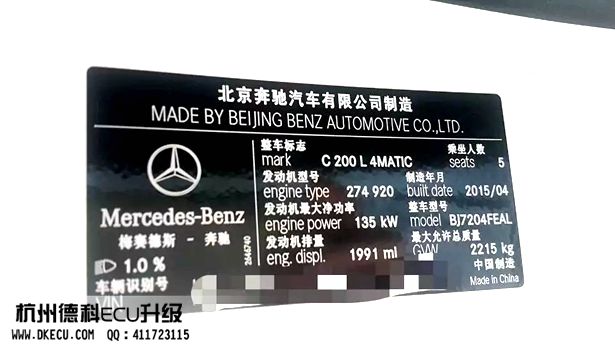 北京奔驰汽车有限公司制造
MADE BY BEIJING BENZ AUTOMOTIVE CO.,LTD.
整车标志 乘坐人数
mark C 200 L 4MATIC seats 5
发动机型号 制造年月
engine type 274 920 built date 2015/04
发动机最大净功率 整车型号
engine power 135 kW model BJ7204FEAL
发动机排量 最大允许总质量
eng. displ. 1991 ml GVW 2215 kg
中国制造
Made in China
Mercedes-Benz
梅赛德斯 - 奔驰
1.0 %
2646740
车辆识别号
VIN
杭州德科ECU升级
WWW.DKECU.COM QQ:411723115